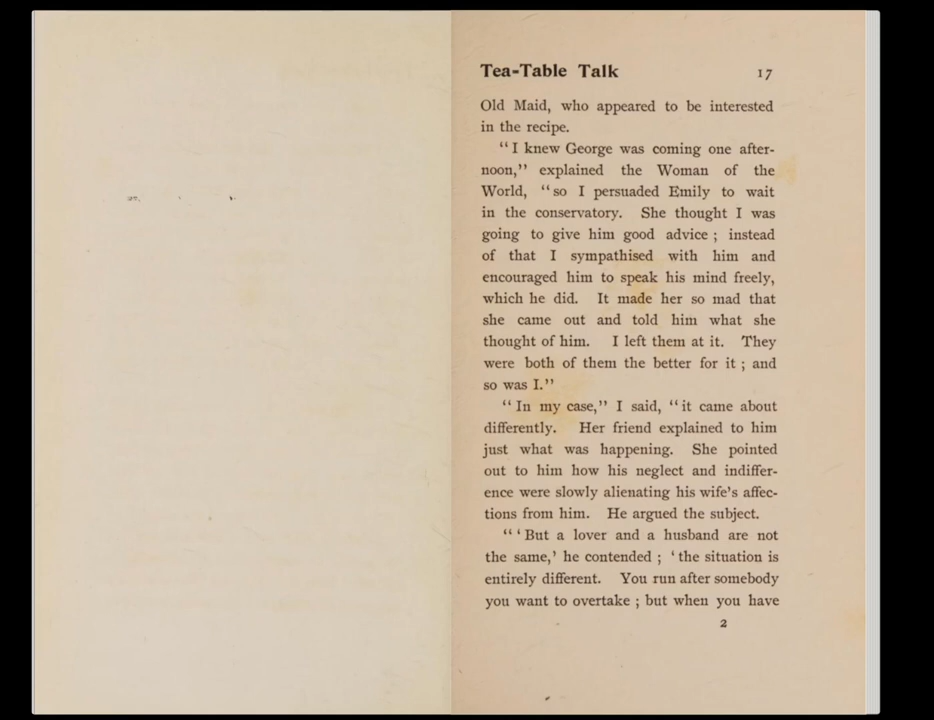 Tea-Table Talk 17
Old Maid, who appeared to be interested
in the recipe.
“I knew George was coming one after-
noon,” explained the Woman of the
World, “so I persuaded Emily to wait
in the conservatory. She thought I was
going to give him good advice ; instead
of that I sympathised with him and
encouraged him to speak his mind freely,
which he did. It made her so mad that
she came out and told him what she
thought of him. I left them at it. They
were both of them the better for it ; and
so was I.”
“In my case,” I said, “it came about
differently. Her friend explained to him
just what was happening. She pointed
out to him how his neglect and indiffer-
ence were slowly alienating his wife’s affec-
tions from him. He argued the subject.
“‘But a lover and a husband are not
the same,’ he contended ; ‘the situation is
entirely different. You run after somebody
you want to overtake ; but when you have
2